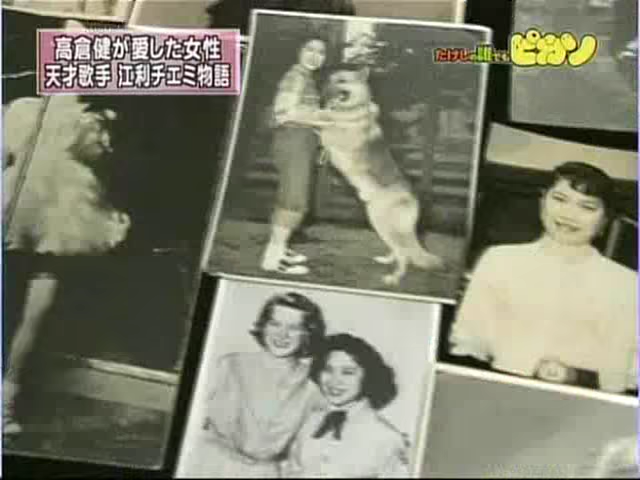 高倉健が愛した女性
天才歌手 江利チエミ物語
たけしの誰でもピカソ